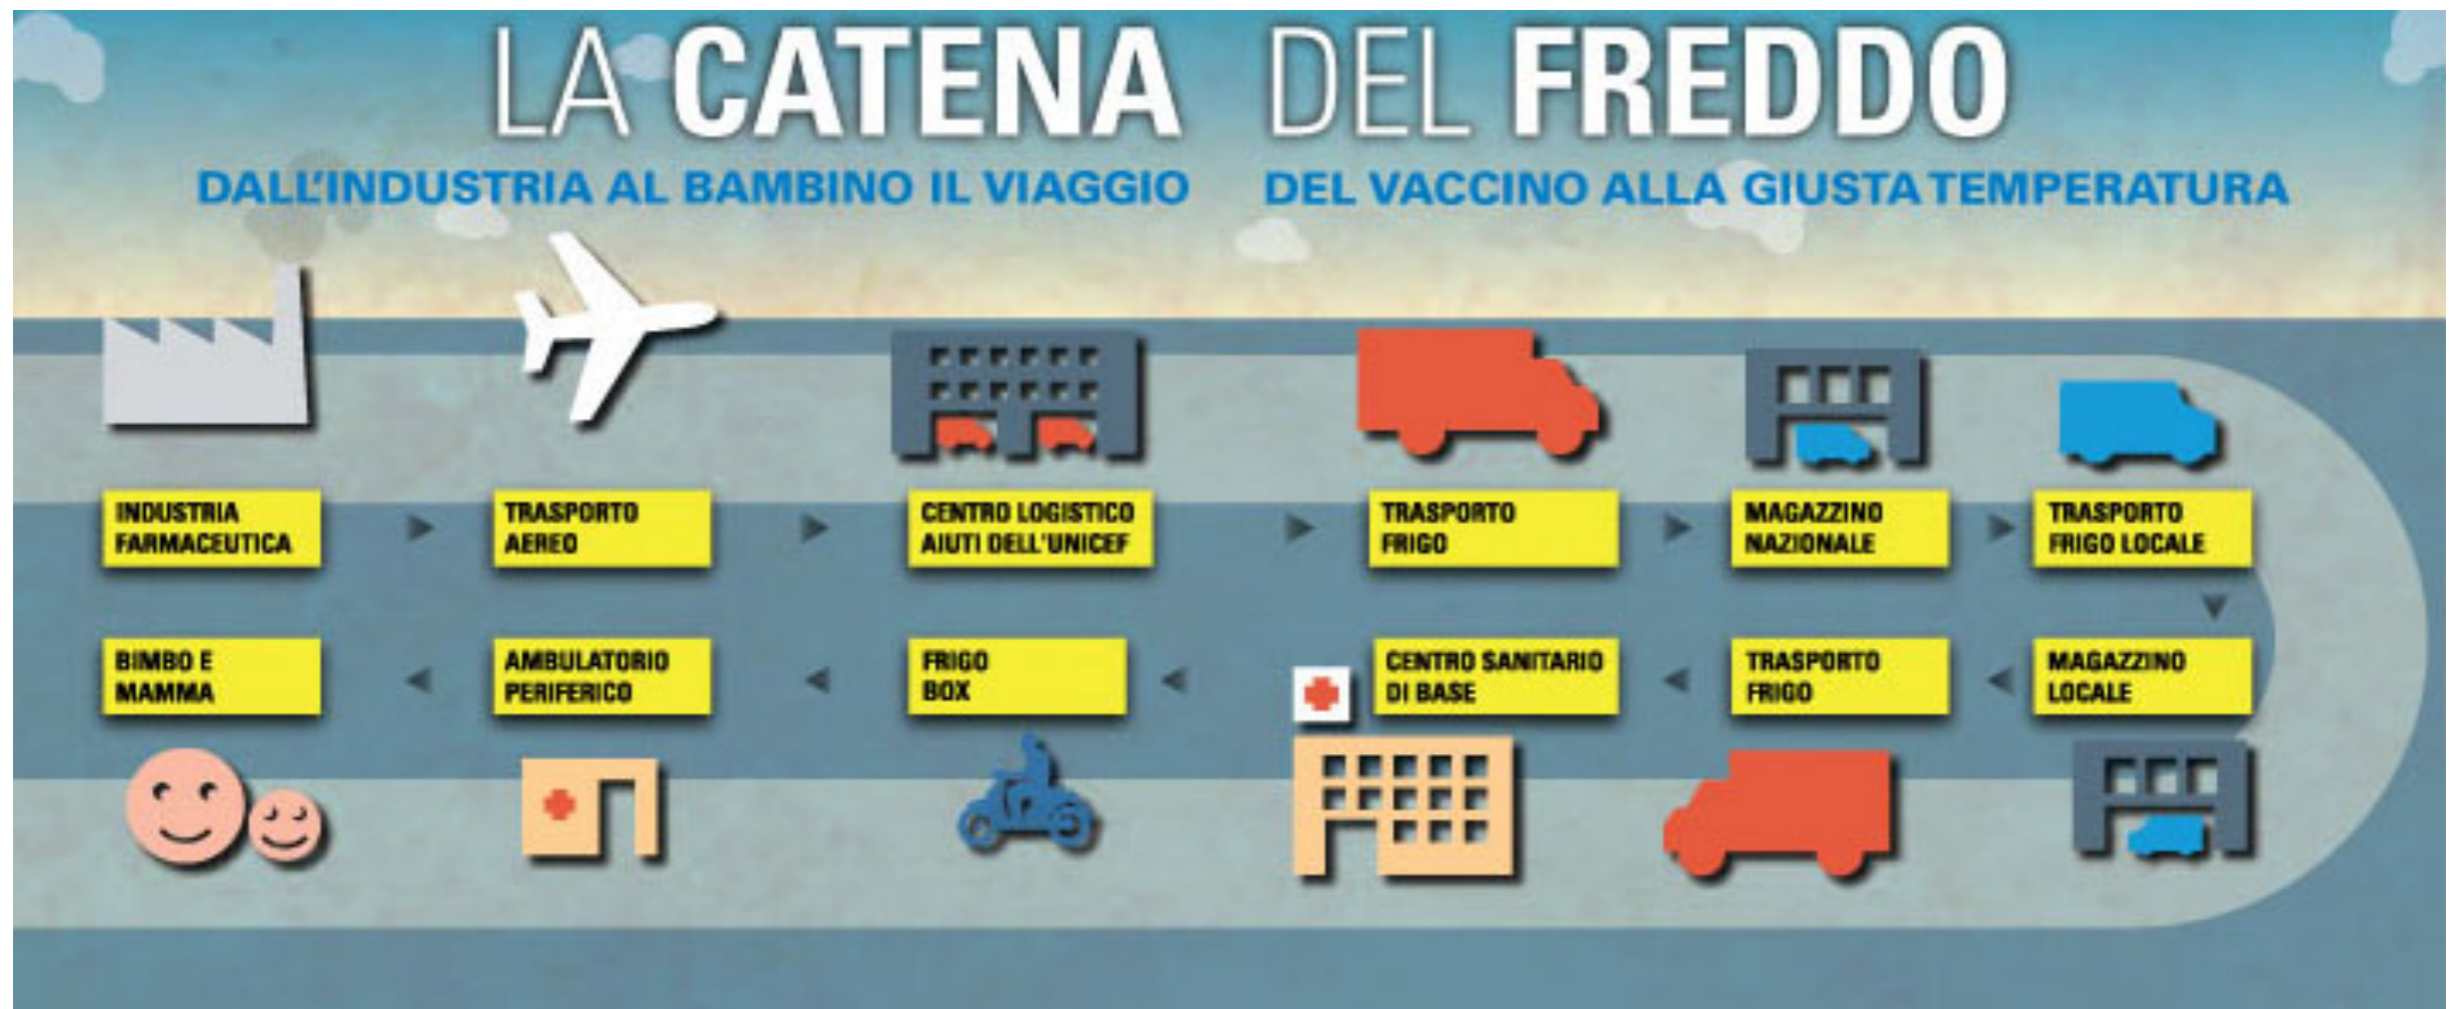 LA CATENA DEL FREDDO
DALL'INDUSTRIA AL BAMBINO IL VIAGGIO DEL VACCINO ALLA GIUSTA TEMPERATURA
INDUSTRIA
FARMACEUTICA
TRASPORTO
AEREO
CENTRO LOGISTICO
AIUTI DELL'UNICEF
TRASPORTO
FRIGO
MAGAZZINO
NAZIONALE
TRASPORTO
FRIGO LOCALE
MAGAZZINO
LOCALE
TRASPORTO
FRIGO
CENTRO SANITARIO
DI BASE
FRIGO
BOX
AMBULATORIO
PERIFERICO
BIMBO E
MAMMA